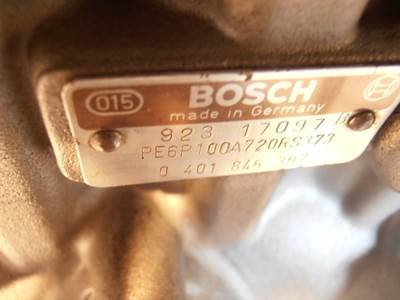 015 BOSCH
made in Germany
923 17097 B
PE6P100A720RS373
0 401 846